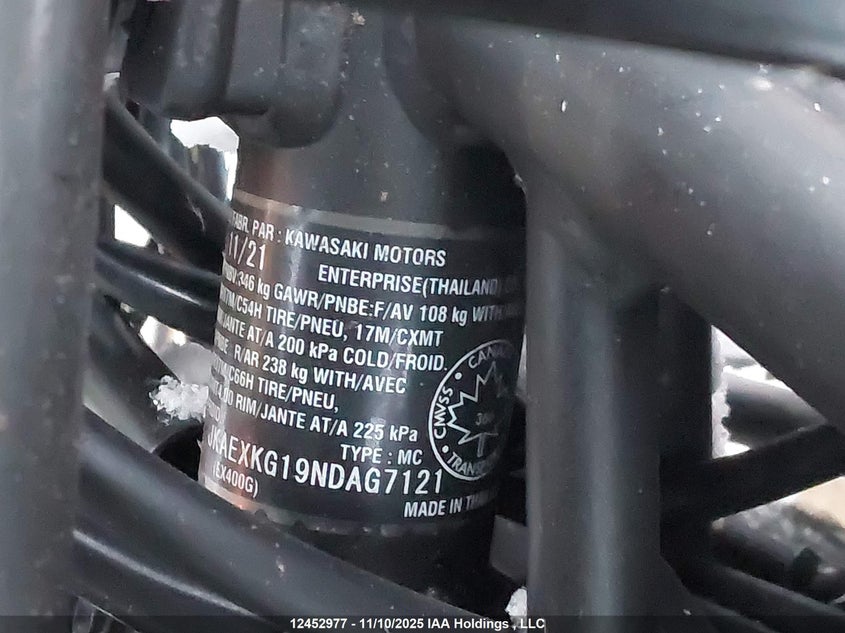 FABR. PAR : KAWASAKI MOTORS
11/21
ENTERPRISE(THAILAND)
346 kg GAWR/PNBE:F/AV 108 kg WITH
C54H TIRE/PNEU, 17M/CXMT
JANTE AT/A 200 kPa COLD/FROID.
R/AR 238 kg WITH/AVEC
C66H TIRE/PNEU,
RIM/JANTE AT/A 225 kPa
TYPE : MC
JKAEXKG19NDAG7121
(EX400G)
MADE IN
CMVSS
12452977 - 11/10/2025 IAA Holdings , LLC